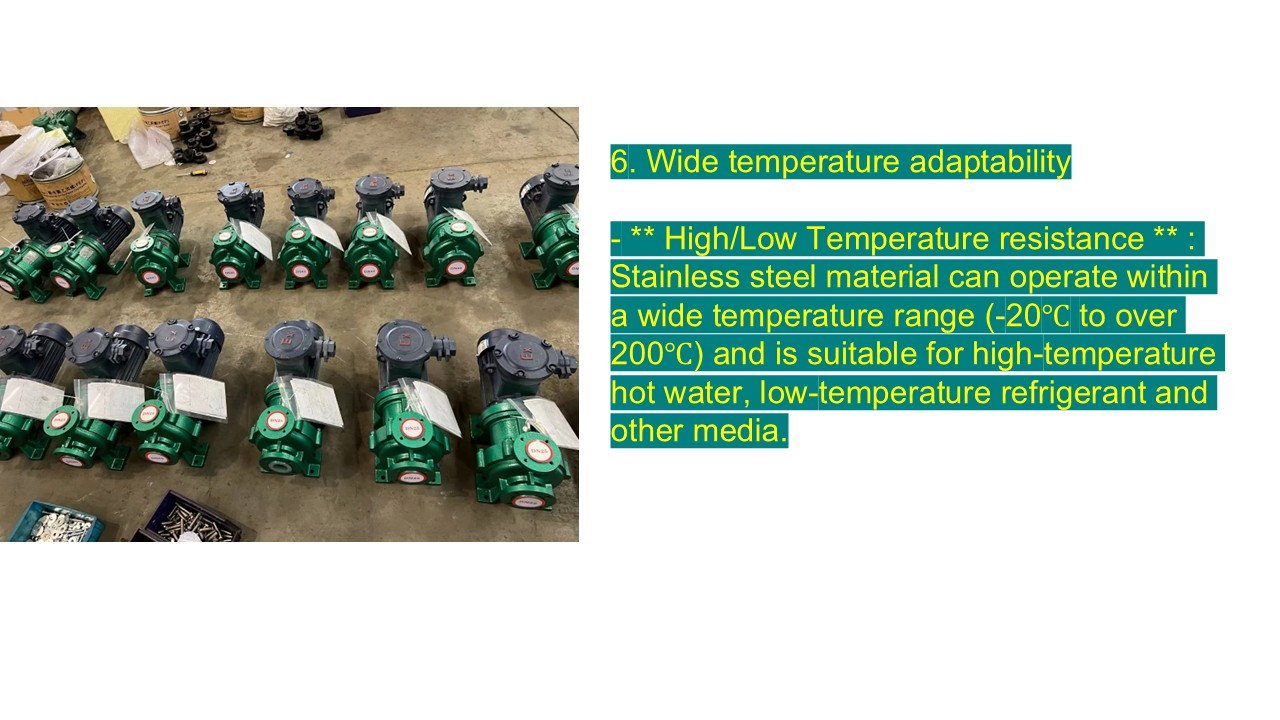 6. Wide temperature adaptability
- ** High/Low Temperature resistance ** :
Stainless steel material can operate within
a wide temperature range (-20℃ to over
200℃) and is suitable for high-temperature
hot water, low-temperature refrigerant and
other media.